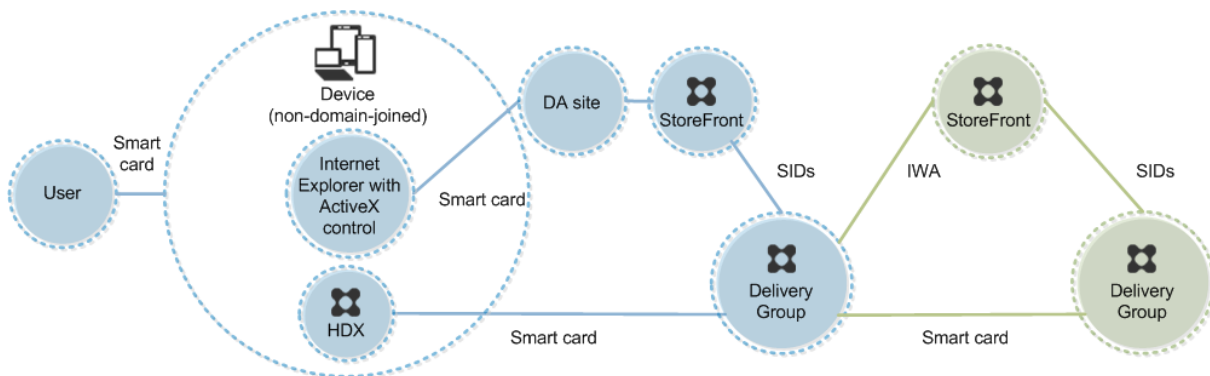 Device
(non-domain-joined)
DA site
StoreFront
StoreFront
Smart
card
User
Internet
Explorer with
ActiveX
control
Smart card
SIDs
IWA
SIDs
HDX
Smart card
Delivery
Group
Smart card
Delivery
Group